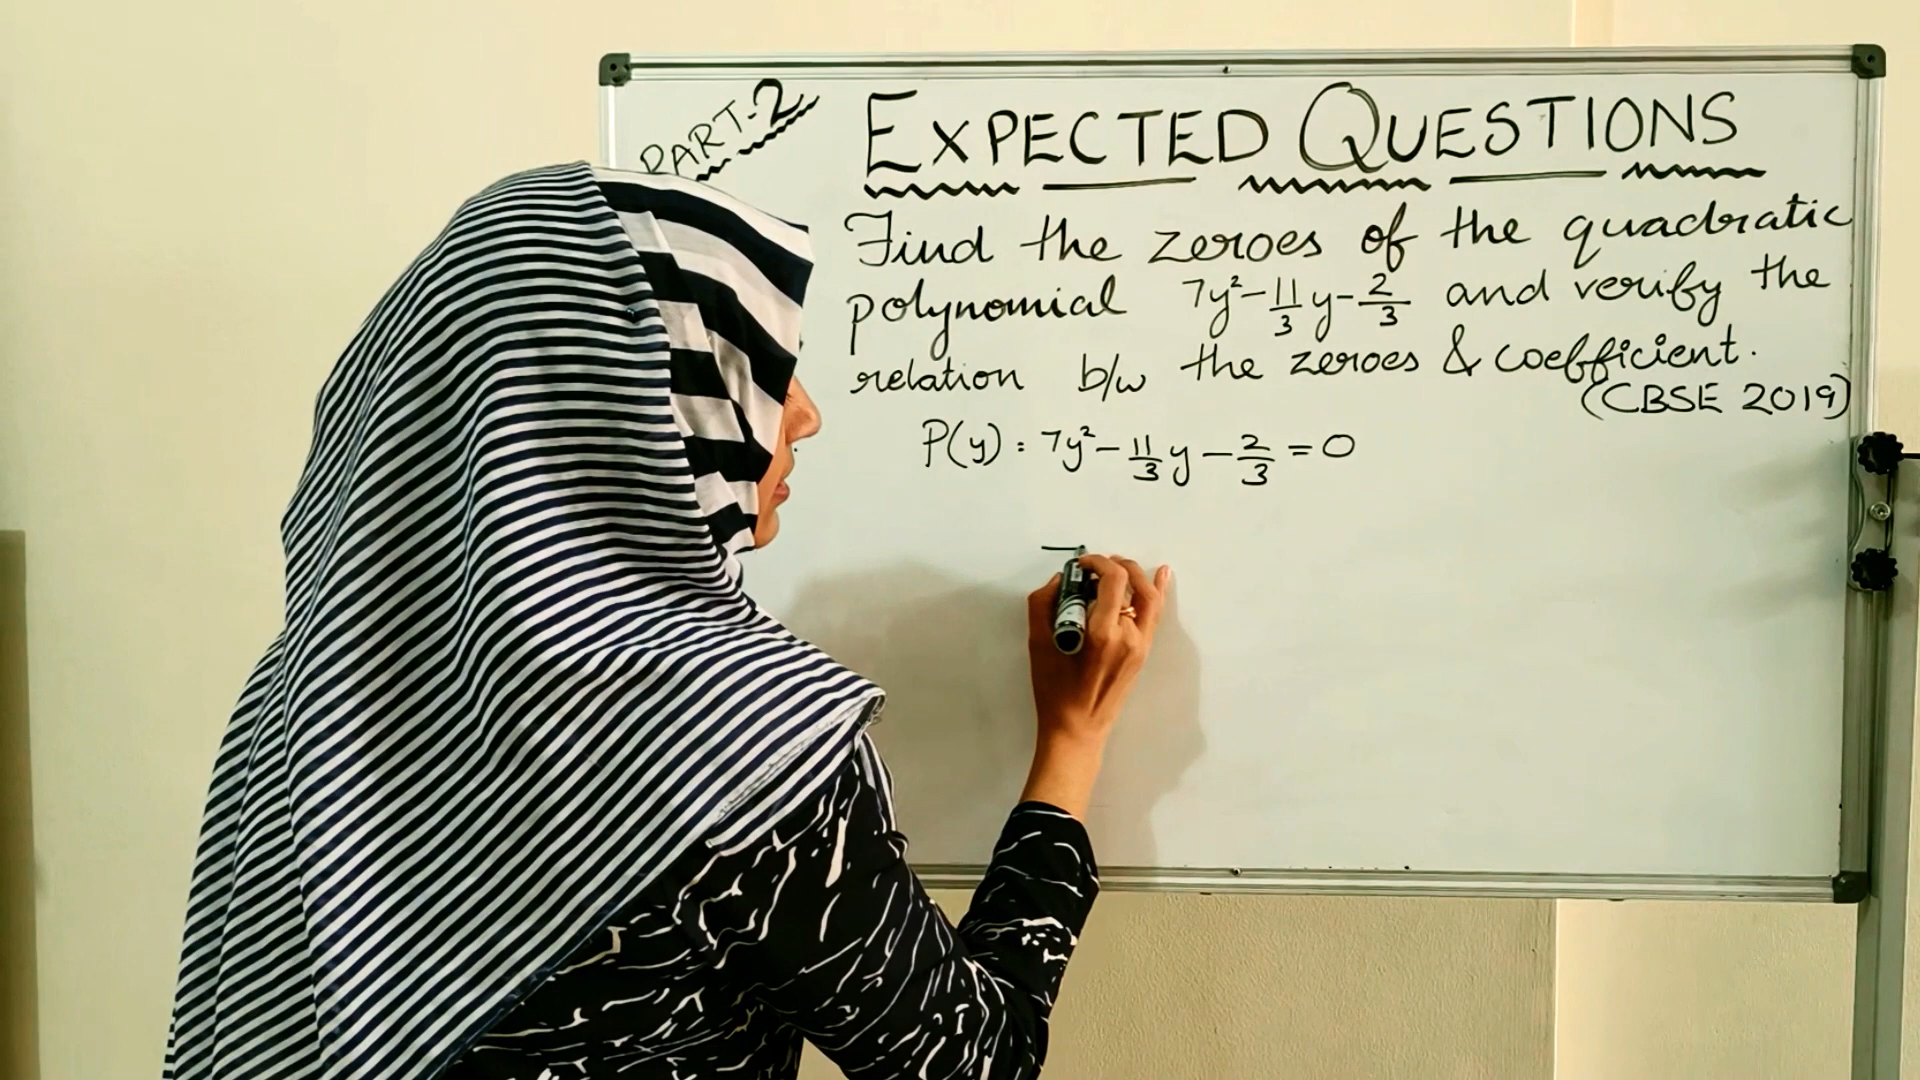 PART-2
EXPECTED QUESTIONS
Find the zeroes of the quadratic
polynomial 7y²-11/3y-2/3 and verify the
relation b/w the zeroes & coefficient.
(CBSE 2019)
P(y): 7y²-11/3y-2/3=0